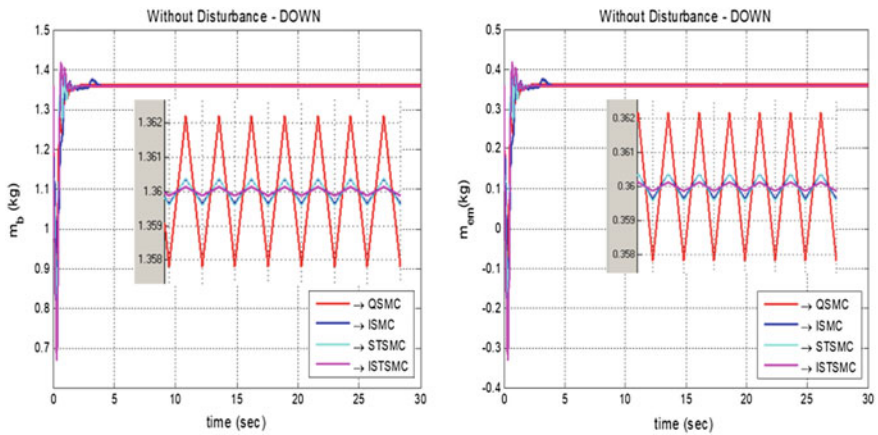 Without Disturbance - DOWN
1.5
1.4
1.3
1.2
1.1
1
0.9
0.8
0.7
m_b (kg)
1.362
1.361
1.36
1.359
1.358
→ QSMC
→ ISMC
→ STSMC
→ ISTSMC
0 5 10 15 20 25 30
time (sec)
Without Disturbance - DOWN
0.5
0.4
0.3
0.2
0.1
0
-0.1
-0.2
-0.3
-0.4
m_em(kg)
0.362
0.361
0.36
0.359
0.358
→ QSMC
→ ISMC
→ STSMC
→ ISTSMC
0 5 10 15 20 25 30
time (sec)